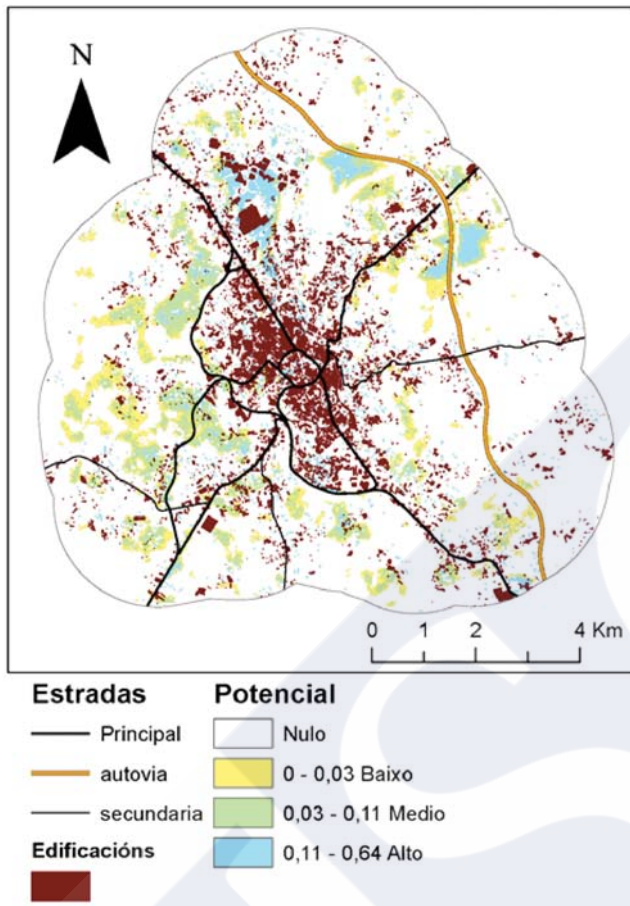 N
0 1 2 4 Km
Estradas
Principal
autovia
secundaria
Edificacións
Potencial
Nulo
0 - 0,03 Baixo
0,03 - 0,11 Medio
0,11 - 0,64 Alto